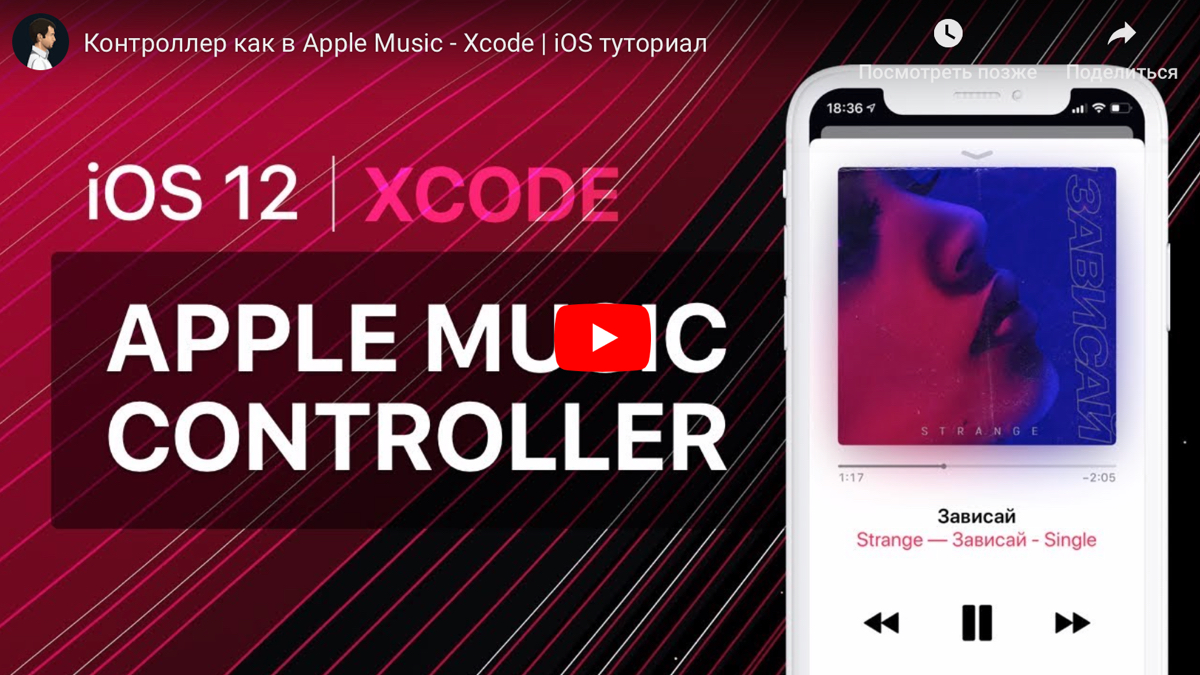 Контроллер как в Apple Music - Xcode | iOS туториал
Посмотреть позже
Поделиться
iOS 12 | XCODE
APPLE MUSIC
CONTROLLER
18:36
ЗАВИСАЙ
STRANGE
1:17
-2:05
Зависай
Strange — Зависай - Single